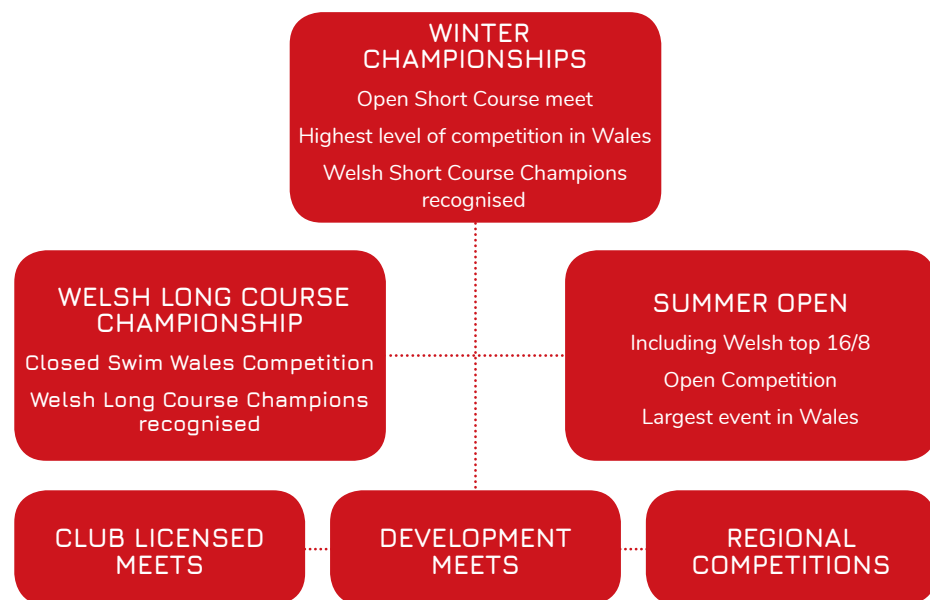 WINTER
CHAMPIONSHIPS
Open Short Course meet
Highest level of competition in Wales
Welsh Short Course Champions
recognised
WELSH LONG COURSE
CHAMPIONSHIP
Closed Swim Wales Competition
Welsh Long Course Champions
recognised
SUMMER OPEN
Including Welsh top 16/8
Open Competition
Largest event in Wales
CLUB LICENSED
MEETS
DEVELOPMENT
MEETS
REGIONAL
COMPETITIONS